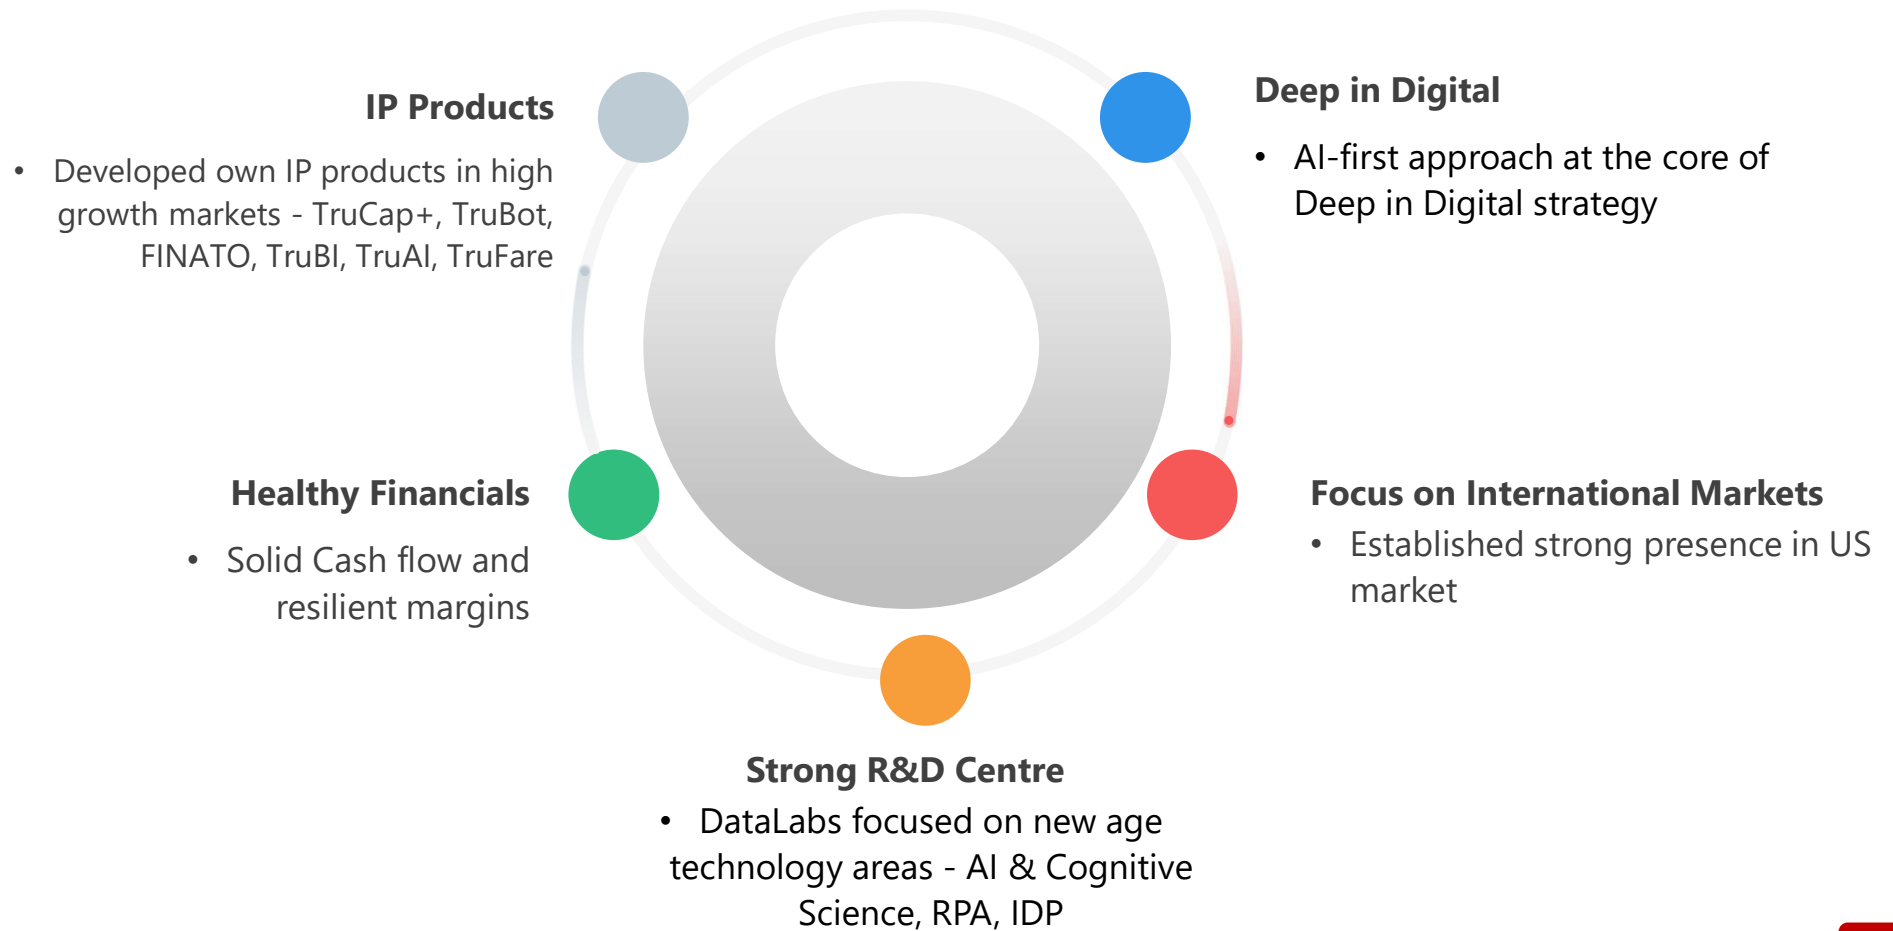 IP Products
• Developed own IP products in high
growth markets - TruCap+, TruBot,
FINATO, TruBI, TruAI, TruFare
Deep in Digital
• AI-first approach at the core of
Deep in Digital strategy
Healthy Financials
• Solid Cash flow and
resilient margins
Focus on International Markets
• Established strong presence in US
market
Strong R&D Centre
• DataLabs focused on new age
technology areas - AI & Cognitive
Science, RPA, IDP